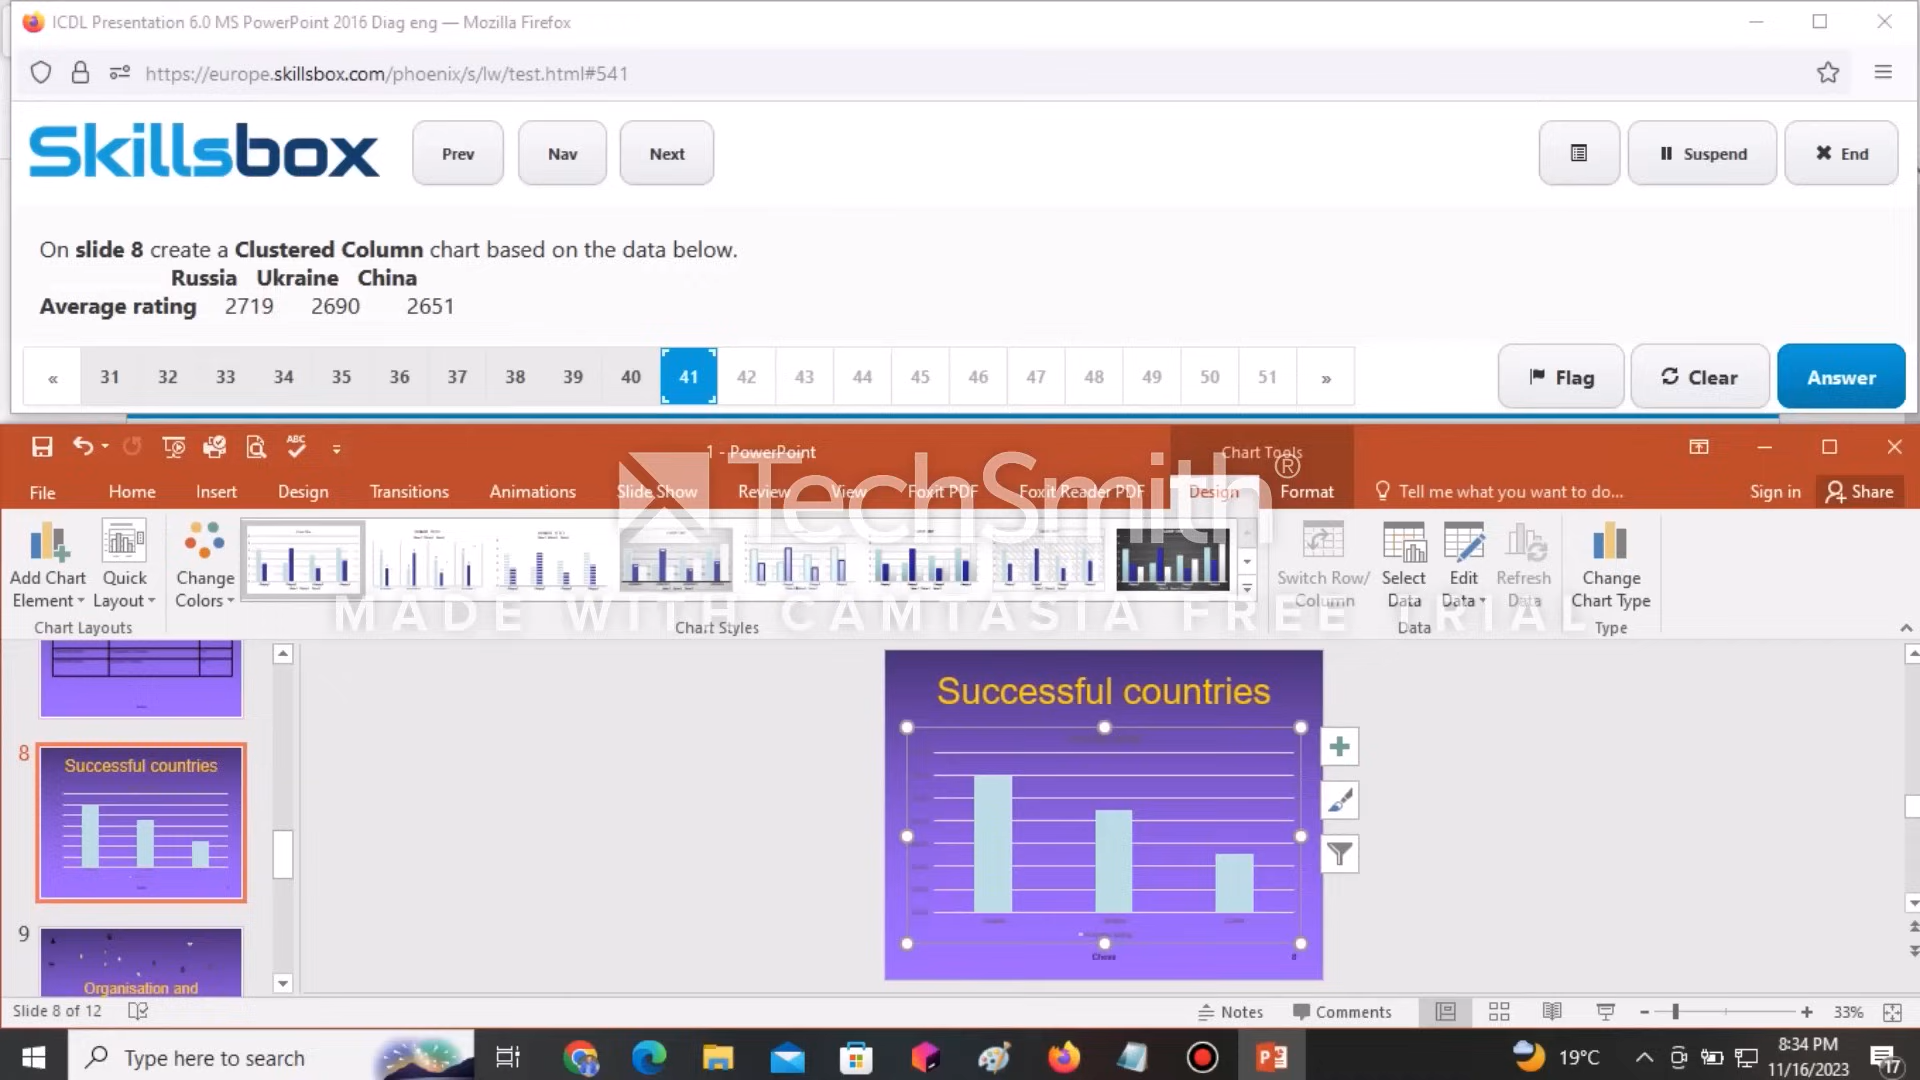 ICDL Presentation 6.0 MS PowerPoint 2016 Diag eng — Mozilla Firefox
https://europe.skillsbox.com/phoenix/s/lw/test.html#541
Skillsbox
Prev
Nav
Next
Suspend
End
On slide 8 create a Clustered Column chart based on the data below.
Russia Ukraine China
Average rating 2719 2690 2651
« 31 32 33 34 35 36 37 38 39 40 41 42 43 44 45 46 47 48 49 50 51 »
Flag
Clear
Answer
ABC
1 - PowerPoint
Chart Tools
File Home Insert Design Transitions Animations Slide Show Review View Foxit PDF Foxit Reader PDF Design Format Tell me what you want to do... Sign in Share
TechSmith®
MADE WITH CAMTASIA FREE TRIAL
Add Chart Element
Quick Layout
Change Colors
Switch Row/ Column
Select Data
Edit Data
Refresh Data
Change Chart Type
Chart Layouts
Chart Styles
Data
Type
8
Successful countries
9
Organisation and
Successful countries
Chess
8
Slide 8 of 12
Notes
Comments
33%
Type here to search
19°C
8:34 PM
11/16/2023
17